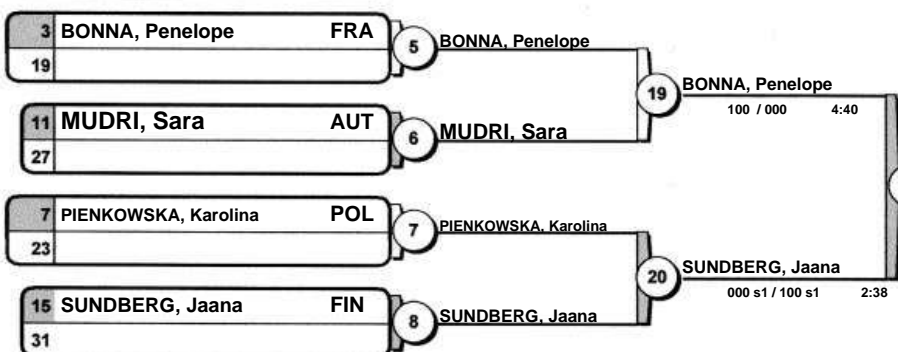 3 BONNA, Penelope FRA
19
5 BONNA, Penelope
11 MUDRI, Sara AUT
27
6 MUDRI, Sara
19 BONNA, Penelope
100 / 000 4:40
7 PIENKOWSKA, Karolina POL
23
7 PIENKOWSKA, Karolina
15 SUNDBERG, Jaana FIN
31
8 SUNDBERG, Jaana
20 SUNDBERG, Jaana
000 s1 / 100 s1 2:38